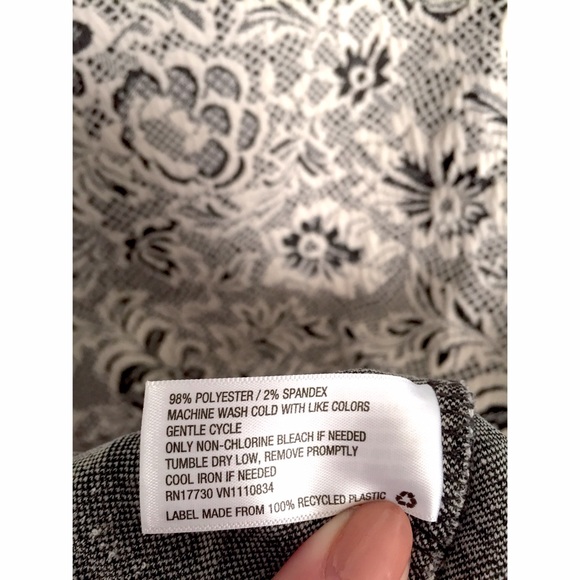 98% POLYESTER / 2% SPANDEX
MACHINE WASH COLD WITH LIKE COLORS
GENTLE CYCLE
ONLY NON-CHLORINE BLEACH IF NEEDED
TUMBLE DRY LOW, REMOVE PROMPTLY
COOL IRON IF NEEDED
RN17730 VN1110834
LABEL MADE FROM 100% RECYCLED PLASTIC